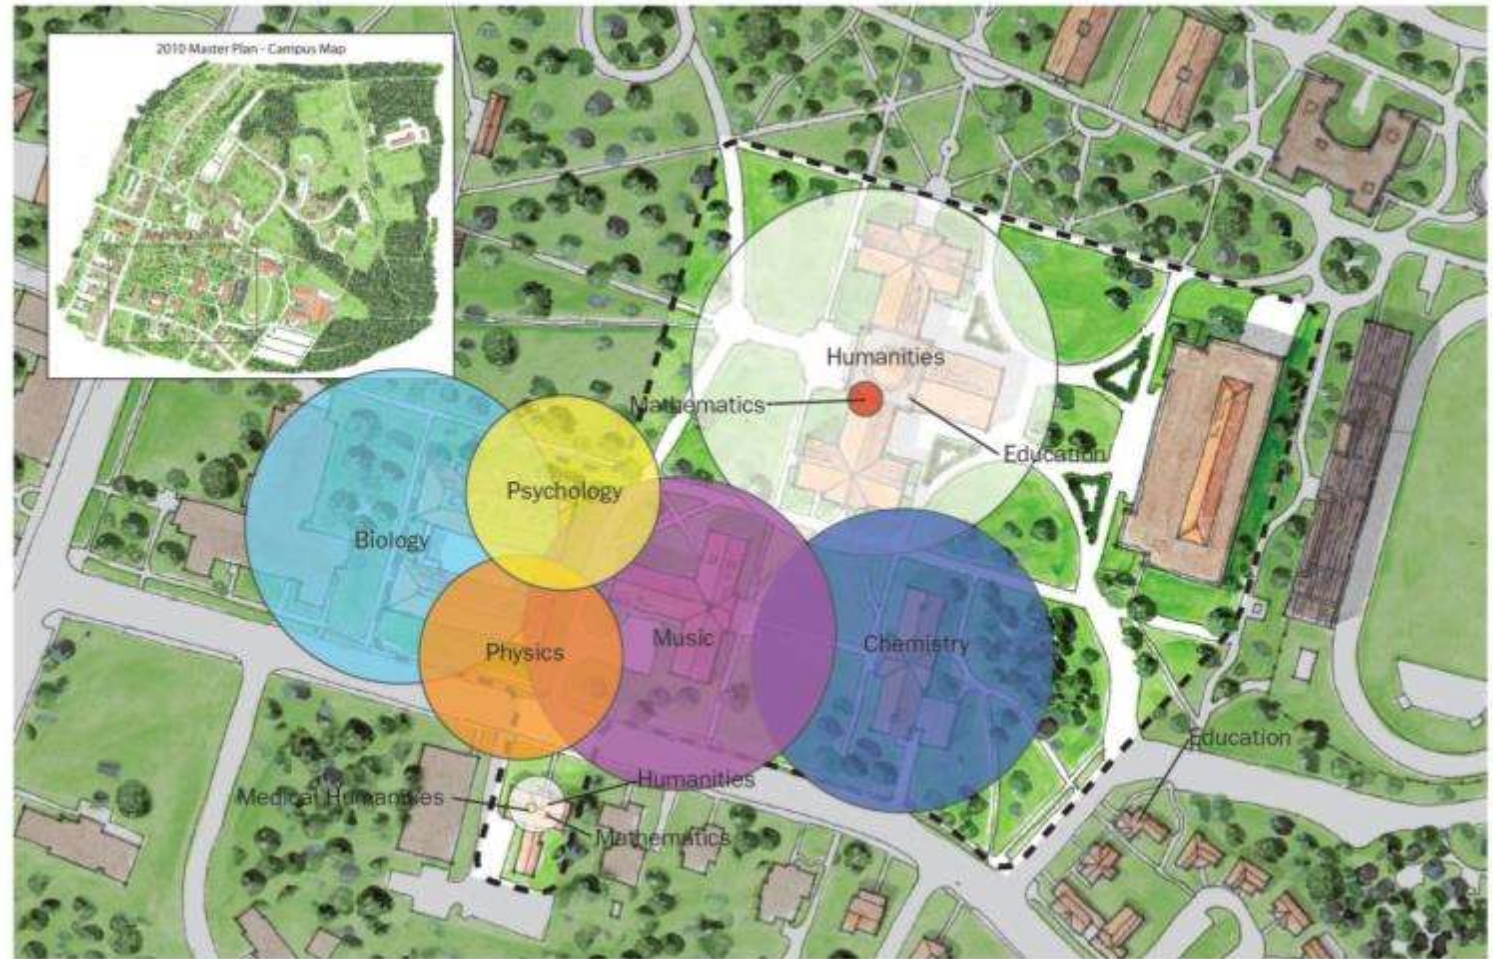 2010 Master Plan - Campus Map
Humanities
Mathematics
Education
Psychology
Biology
Music
Physics
Chemistry
Education
Humanities
Medical Humanities
Mathematics